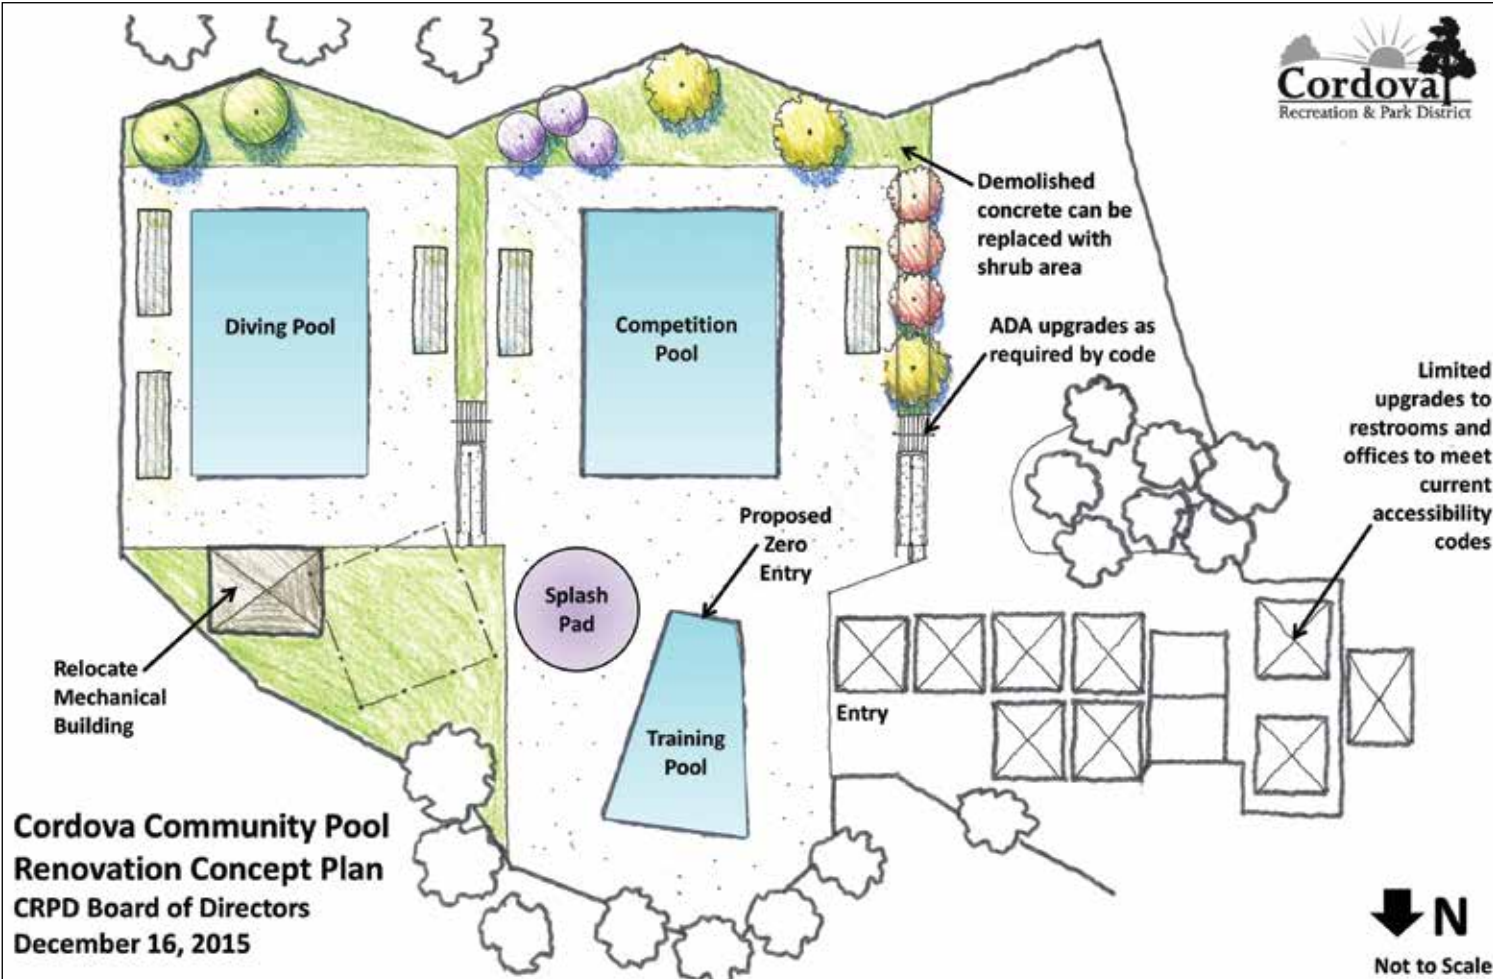 Cordova
Recreation & Park District
Demolished
concrete can be
replaced with
shrub area
Diving Pool
Competition
Pool
ADA upgrades as
required by code
Limited
upgrades to
restrooms and
offices to meet
current
accessibility
codes
Proposed
Zero
Entry
Splash
Pad
Relocate
Mechanical
Building
Entry
Training
Pool
Cordova Community Pool
Renovation Concept Plan
CRPD Board of Directors
December 16, 2015
N
Not to Scale